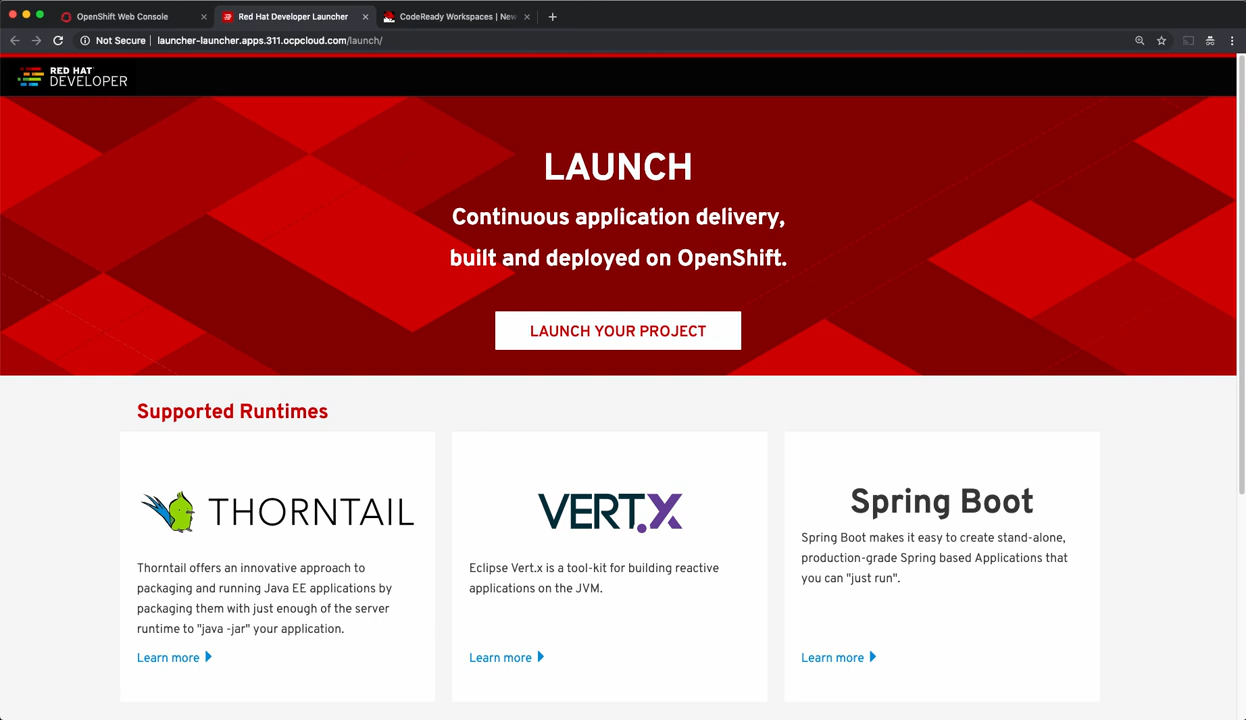 OpenShift Web Console
Red Hat Developer Launcher
CodeReady Workspaces | New
Not Secure | launcher-launcher.apps.311.ocpcloud.com/launch/
RED HAT
DEVELOPER
LAUNCH
Continuous application delivery,
built and deployed on OpenShift.
LAUNCH YOUR PROJECT
Supported Runtimes
THORNTAIL
Thorntail offers an innovative approach to
packaging and running Java EE applications by
packaging them with just enough of the server
runtime to "java -jar" your application.
Learn more
VERT.X
Eclipse Vert.x is a tool-kit for building reactive
applications on the JVM.
Learn more
Spring Boot
Spring Boot makes it easy to create stand-alone,
production-grade Spring based Applications that
you can "just run".
Learn more